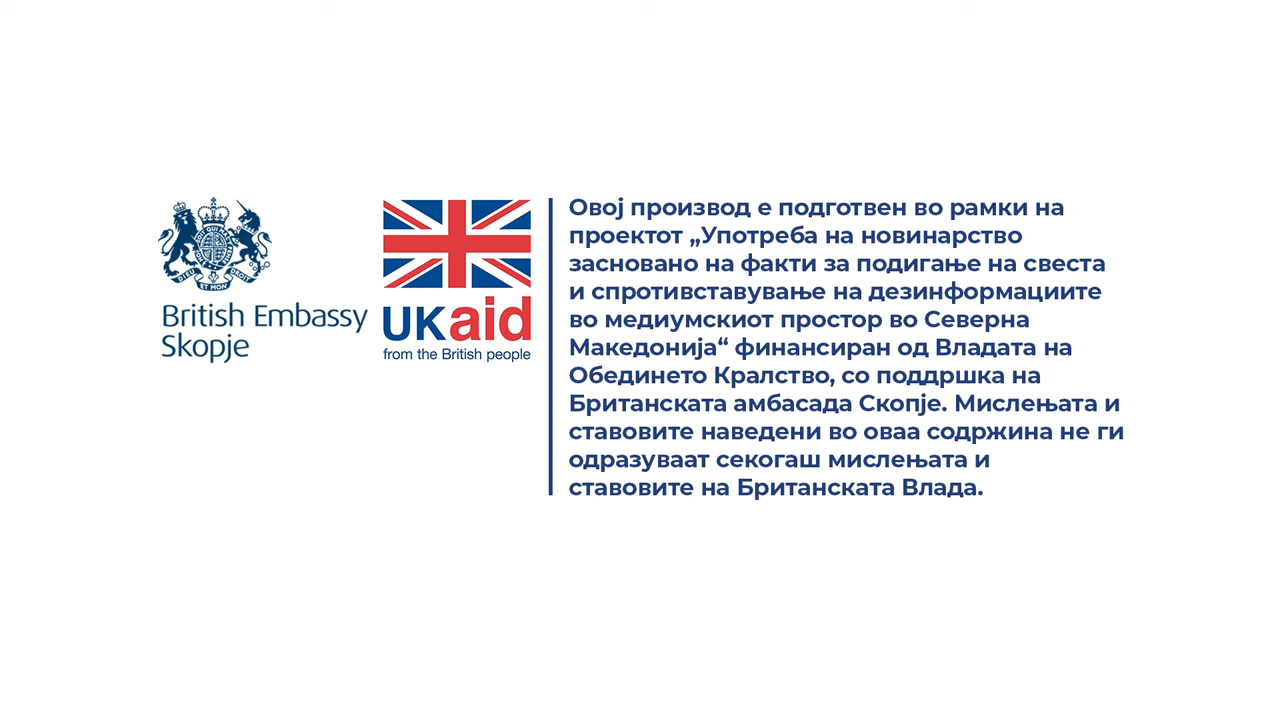 British Embassy
Skopje
UKaid
from the British people
Овој производ е подготвен во рамки на
проектот „Употреба на новинарство
засновано на факти за подигање на свеста
и спротивставување на дезинформациите
во медиумскиот простор во Северна
Македонија“ финансиран од Владата на
Обединето Кралство, со поддршка на
Британската амбасада Скопје. Мислењата и
ставовите наведени во оваа содржина не ги
одразуваат секогаш мислењата и
ставовите на Британската Влада.